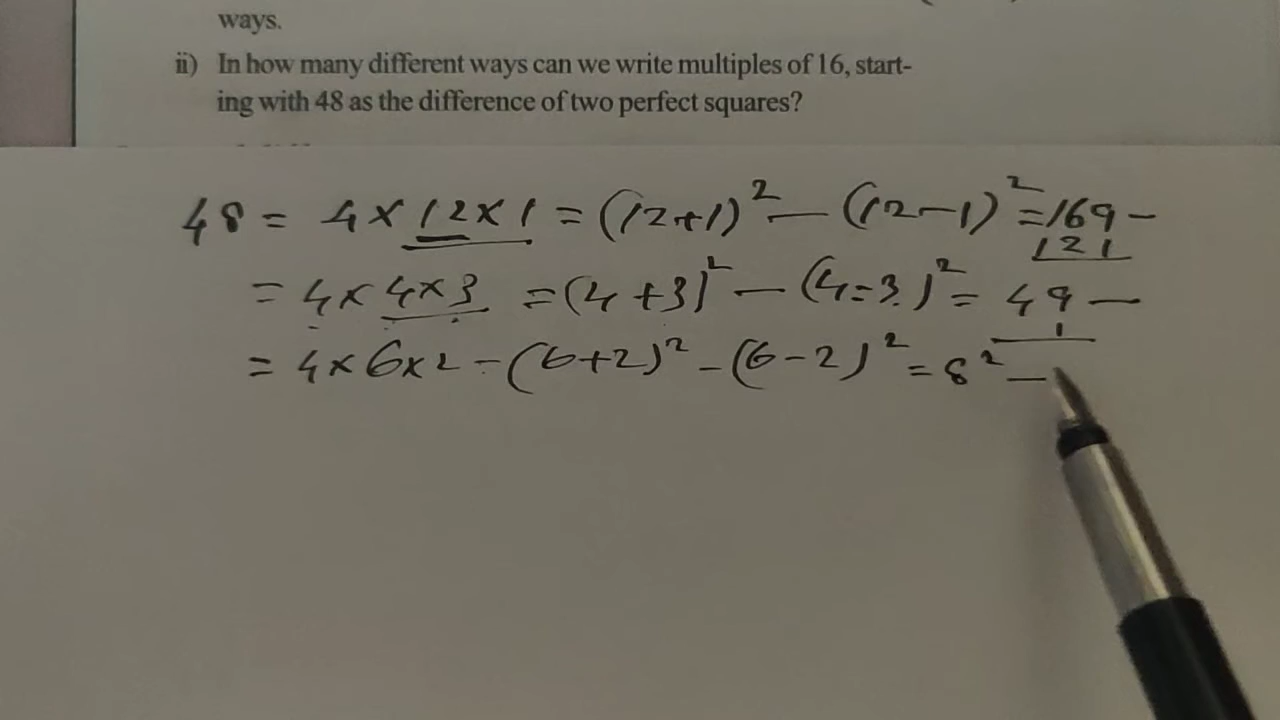 ways.
ii) In how many different ways can we write multiples of 16, start-
ing with 48 as the difference of two perfect squares?
48 = 4 × 12 × 1 = (12+1)² — (12-1)² = 169 -
121
= 4 × 4 × 3 = (4+3)² — (4-3)² = 49 —
1
= 4 × 6 × 2 - (6+2)² - (6-2)² = 8² —